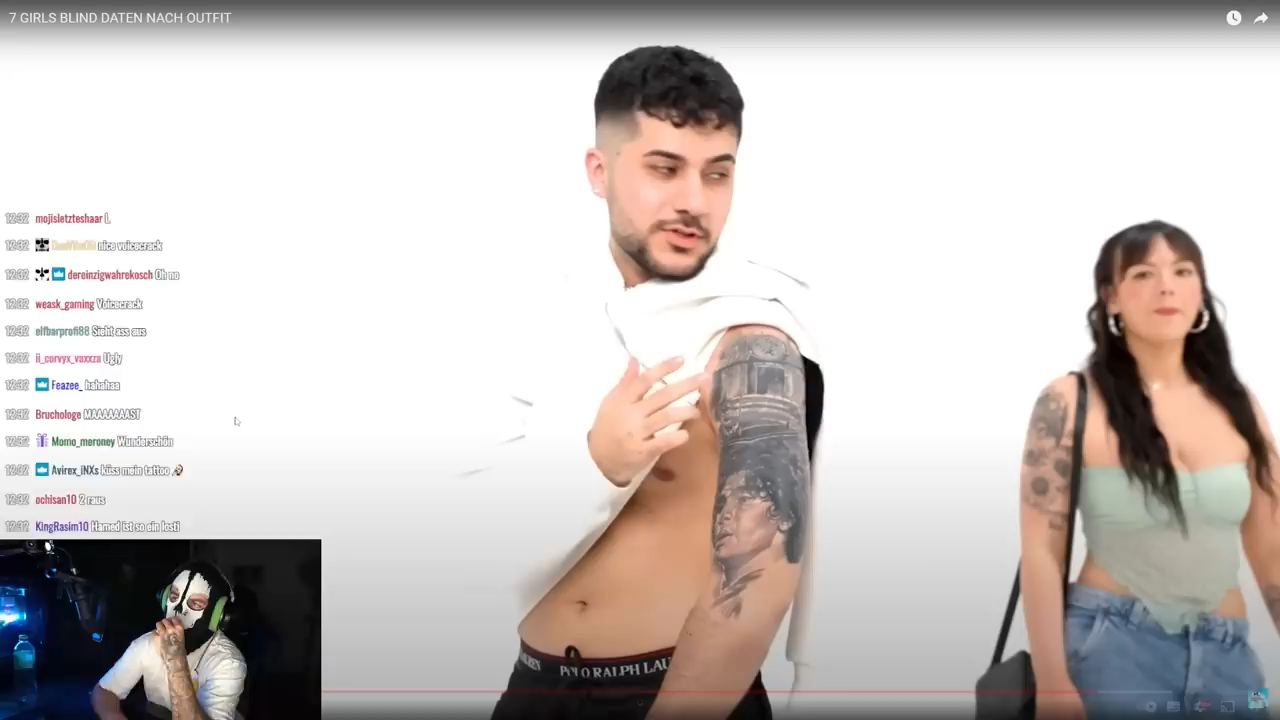 7 GIRLS BLIND DATEN NACH OUTFIT
12:32 mojisletzteshaar L
12:32 nice voicecrack
12:32 dereinzigwahrekosch Oh no
12:32 weask_gaming Voicecrack
12:32 elfbarprofi88 Sieht ass aus
12:32 ii_corvyx_voxxza Ugly
12:32 Feazee_ hahahaa
12:32 Bruchologe MAAAAAAAST
12:32 Momo_meroney Wunderschön
12:32 Avirex_iNXs küss mein tattoo
12:32 ochisan10 2 raus
12:32 KingRasim10 Hamed ist so ein losti
POLO RALPH LAU